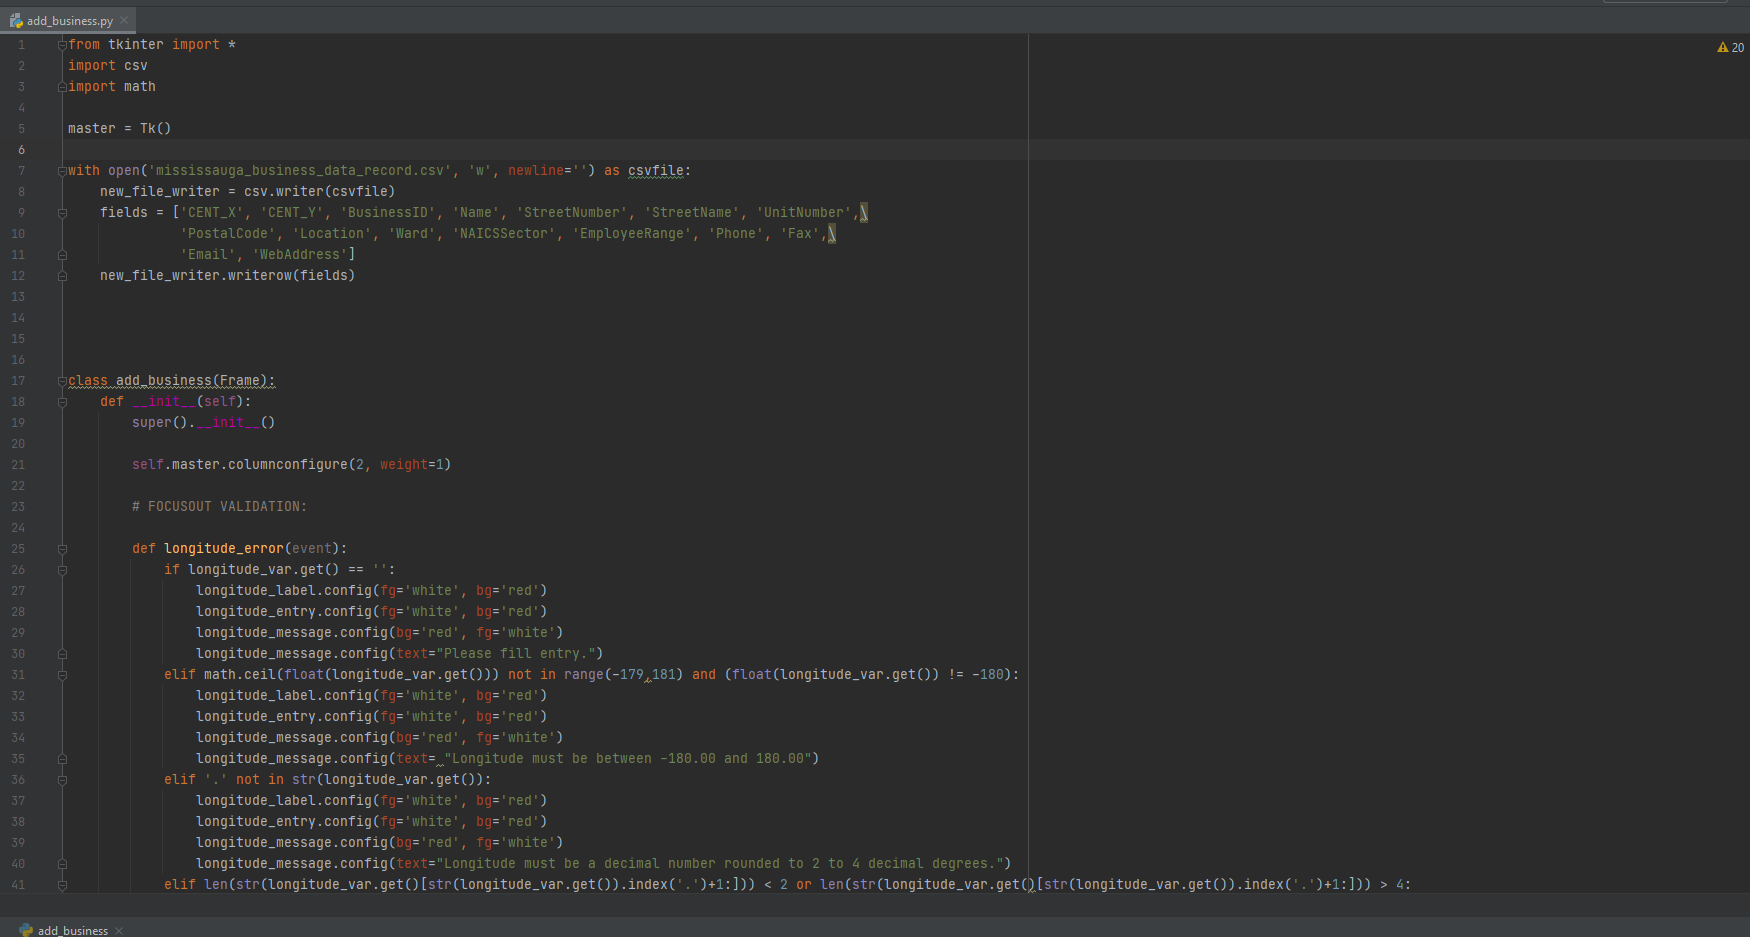 add_business.py
20
1 from tkinter import *
2 import csv
3 import math
4
5 master = Tk()
6
7 with open('mississauga_business_data_record.csv', 'w', newline='') as csvfile:
8 new_file_writer = csv.writer(csvfile)
9 fields = ['CENT_X', 'CENT_Y', 'BusinessID', 'Name', 'StreetNumber', 'StreetName', 'UnitNumber',\
10 'PostalCode', 'Location', 'Ward', 'NAICSSector', 'EmployeeRange', 'Phone', 'Fax',\
11 'Email', 'WebAddress']
12 new_file_writer.writerow(fields)
13
14
15
16
17 class add_business(Frame):
18 def __init__(self):
19 super().__init__()
20
21 self.master.columnconfigure(2, weight=1)
22
23 # FOCUSOUT VALIDATION:
24
25 def longitude_error(event):
26 if longitude_var.get() == '':
27 longitude_label.config(fg='white', bg='red')
28 longitude_entry.config(fg='white', bg='red')
29 longitude_message.config(bg='red', fg='white')
30 longitude_message.config(text="Please fill entry.")
31 elif math.ceil(float(longitude_var.get())) not in range(-179,181) and (float(longitude_var.get()) != -180):
32 longitude_label.config(fg='white', bg='red')
33 longitude_entry.config(fg='white', bg='red')
34 longitude_message.config(bg='red', fg='white')
35 longitude_message.config(text= "Longitude must be between -180.00 and 180.00")
36 elif '.' not in str(longitude_var.get()):
37 longitude_label.config(fg='white', bg='red')
38 longitude_entry.config(fg='white', bg='red')
39 longitude_message.config(bg='red', fg='white')
40 longitude_message.config(text="Longitude must be a decimal number rounded to 2 to 4 decimal degrees.")
41 elif len(str(longitude_var.get()[str(longitude_var.get()).index('.')+1:])) < 2 or len(str(longitude_var.get()[str(longitude_var.get()).index('.')+1:])) > 4:
add_business